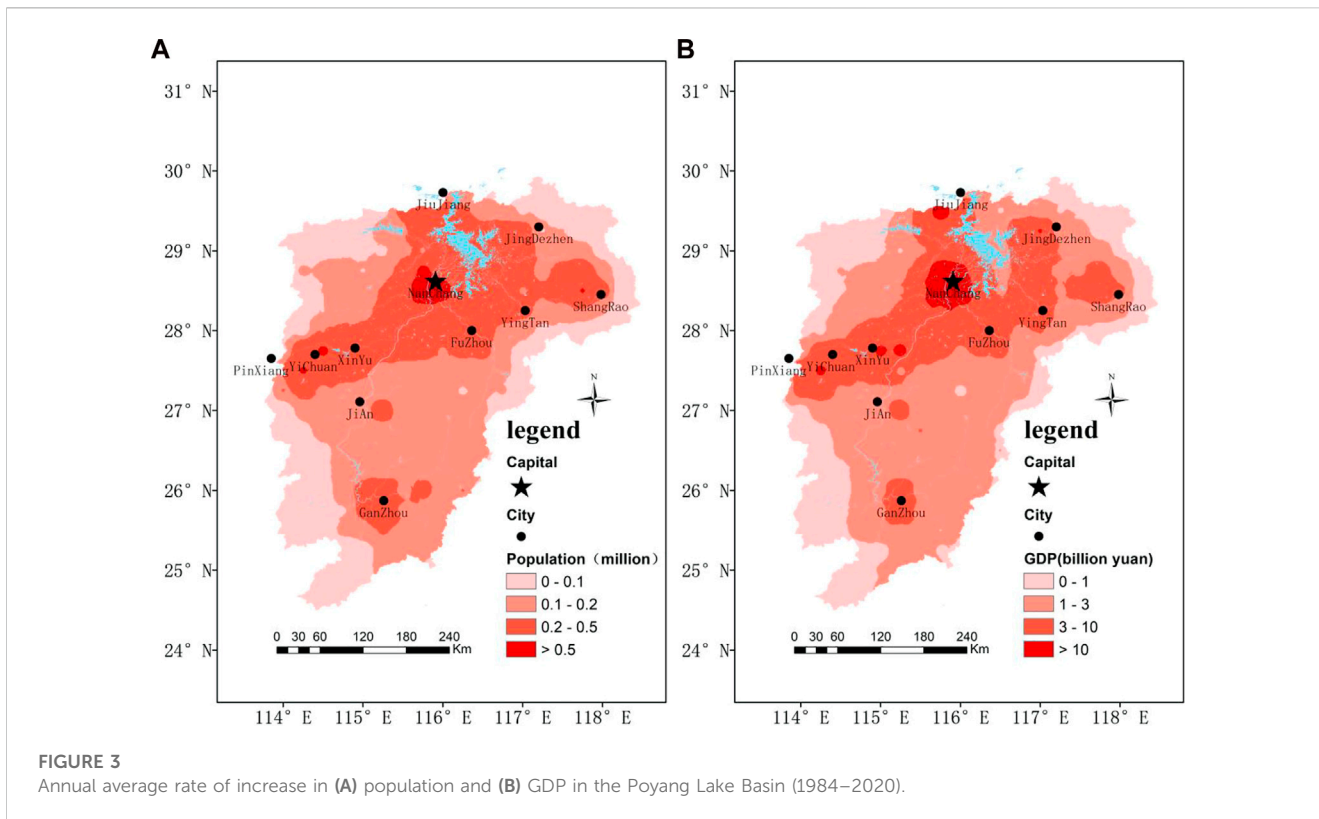 A
31° N
30° N
29° N
28° N
27° N
26° N
25° N
24° N
114° E 115° E 116° E 117° E 118° E
JiuJiang
JingDezhen
NanChang
ShangRao
YingTan
FuZhou
XinYu
PinXiang
YiChuan
JiAn
GanZhou
N
legend
Capital
City
Population (million)
0 - 0.1
0.1 - 0.2
0.2 - 0.5
> 0.5
0 30 60 120 180 240
Km
B
31° N
30° N
29° N
28° N
27° N
26° N
25° N
24° N
114° E 115° E 116° E 117° E 118° E
JiuJiang
JingDezhen
NanChang
ShangRao
YingTan
FuZhou
XinYu
PinXiang
YiChuan
JiAn
GanZhou
N
legend
Capital
City
GDP(billion yuan)
0 - 1
1 - 3
3 - 10
> 10
0 30 60 120 180 240
Km
FIGURE 3
Annual average rate of increase in (A) population and (B) GDP in the Poyang Lake Basin (1984–2020).